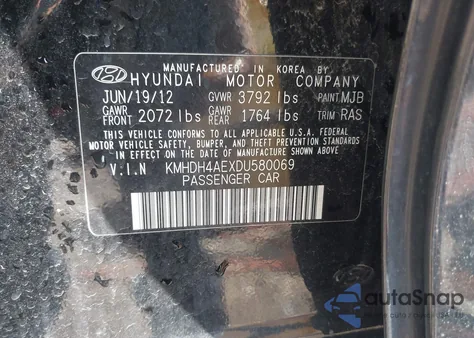 MANUFACTURED IN KOREA BY
HYUNDAI MOTOR COMPANY
JUN/19/12 GVWR 3792 lbs PAINT MJB
GAWR FRONT 2072 lbs GAWR REAR 1764 lbs TRIM RAS
THIS VEHICLE CONFORMS TO ALL APPLICABLE U.S. FEDERAL
MOTOR VEHICLE SAFETY, BUMPER, AND THEFT PREVENTION STANDARDS
IN EFFECT ON THE DATE OF MANUFACTURE SHOWN ABOVE.
V.I.N KMHDH4AEXDU580069
PASSENGER CAR
autoSnap